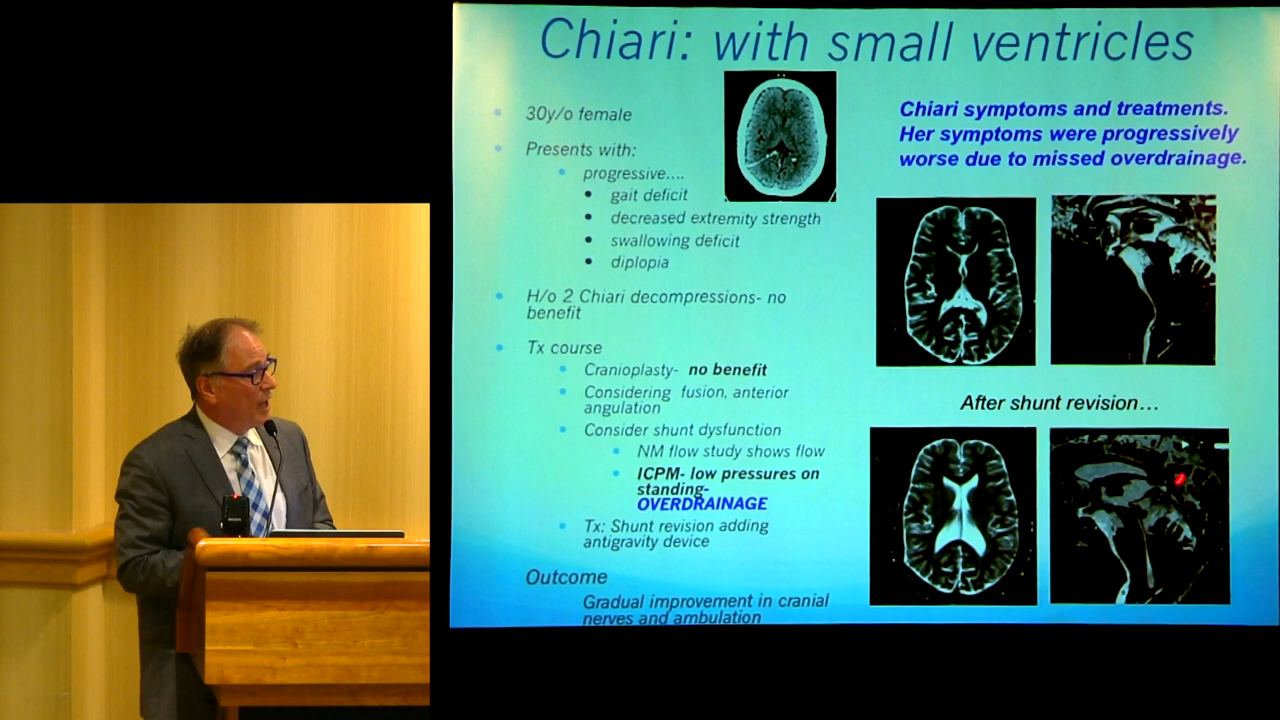 Chiari: with small ventricles
30y/o female
Presents with:
progressive....
gait deficit
decreased extremity strength
swallowing deficit
diplopia
H/o 2 Chiari decompressions- no
benefit
Tx course
Cranioplasty- no benefit
Considering fusion, anterior
angulation
Consider shunt dysfunction
NM flow study shows flow
ICPM- low pressures on
standing-
OVERDRAINAGE
Tx: Shunt revision adding
antigravity device
Outcome
Gradual improvement in cranial
nerves and ambulation
Chiari symptoms and treatments.
Her symptoms were progressively
worse due to missed overdrainage.
After shunt revision...